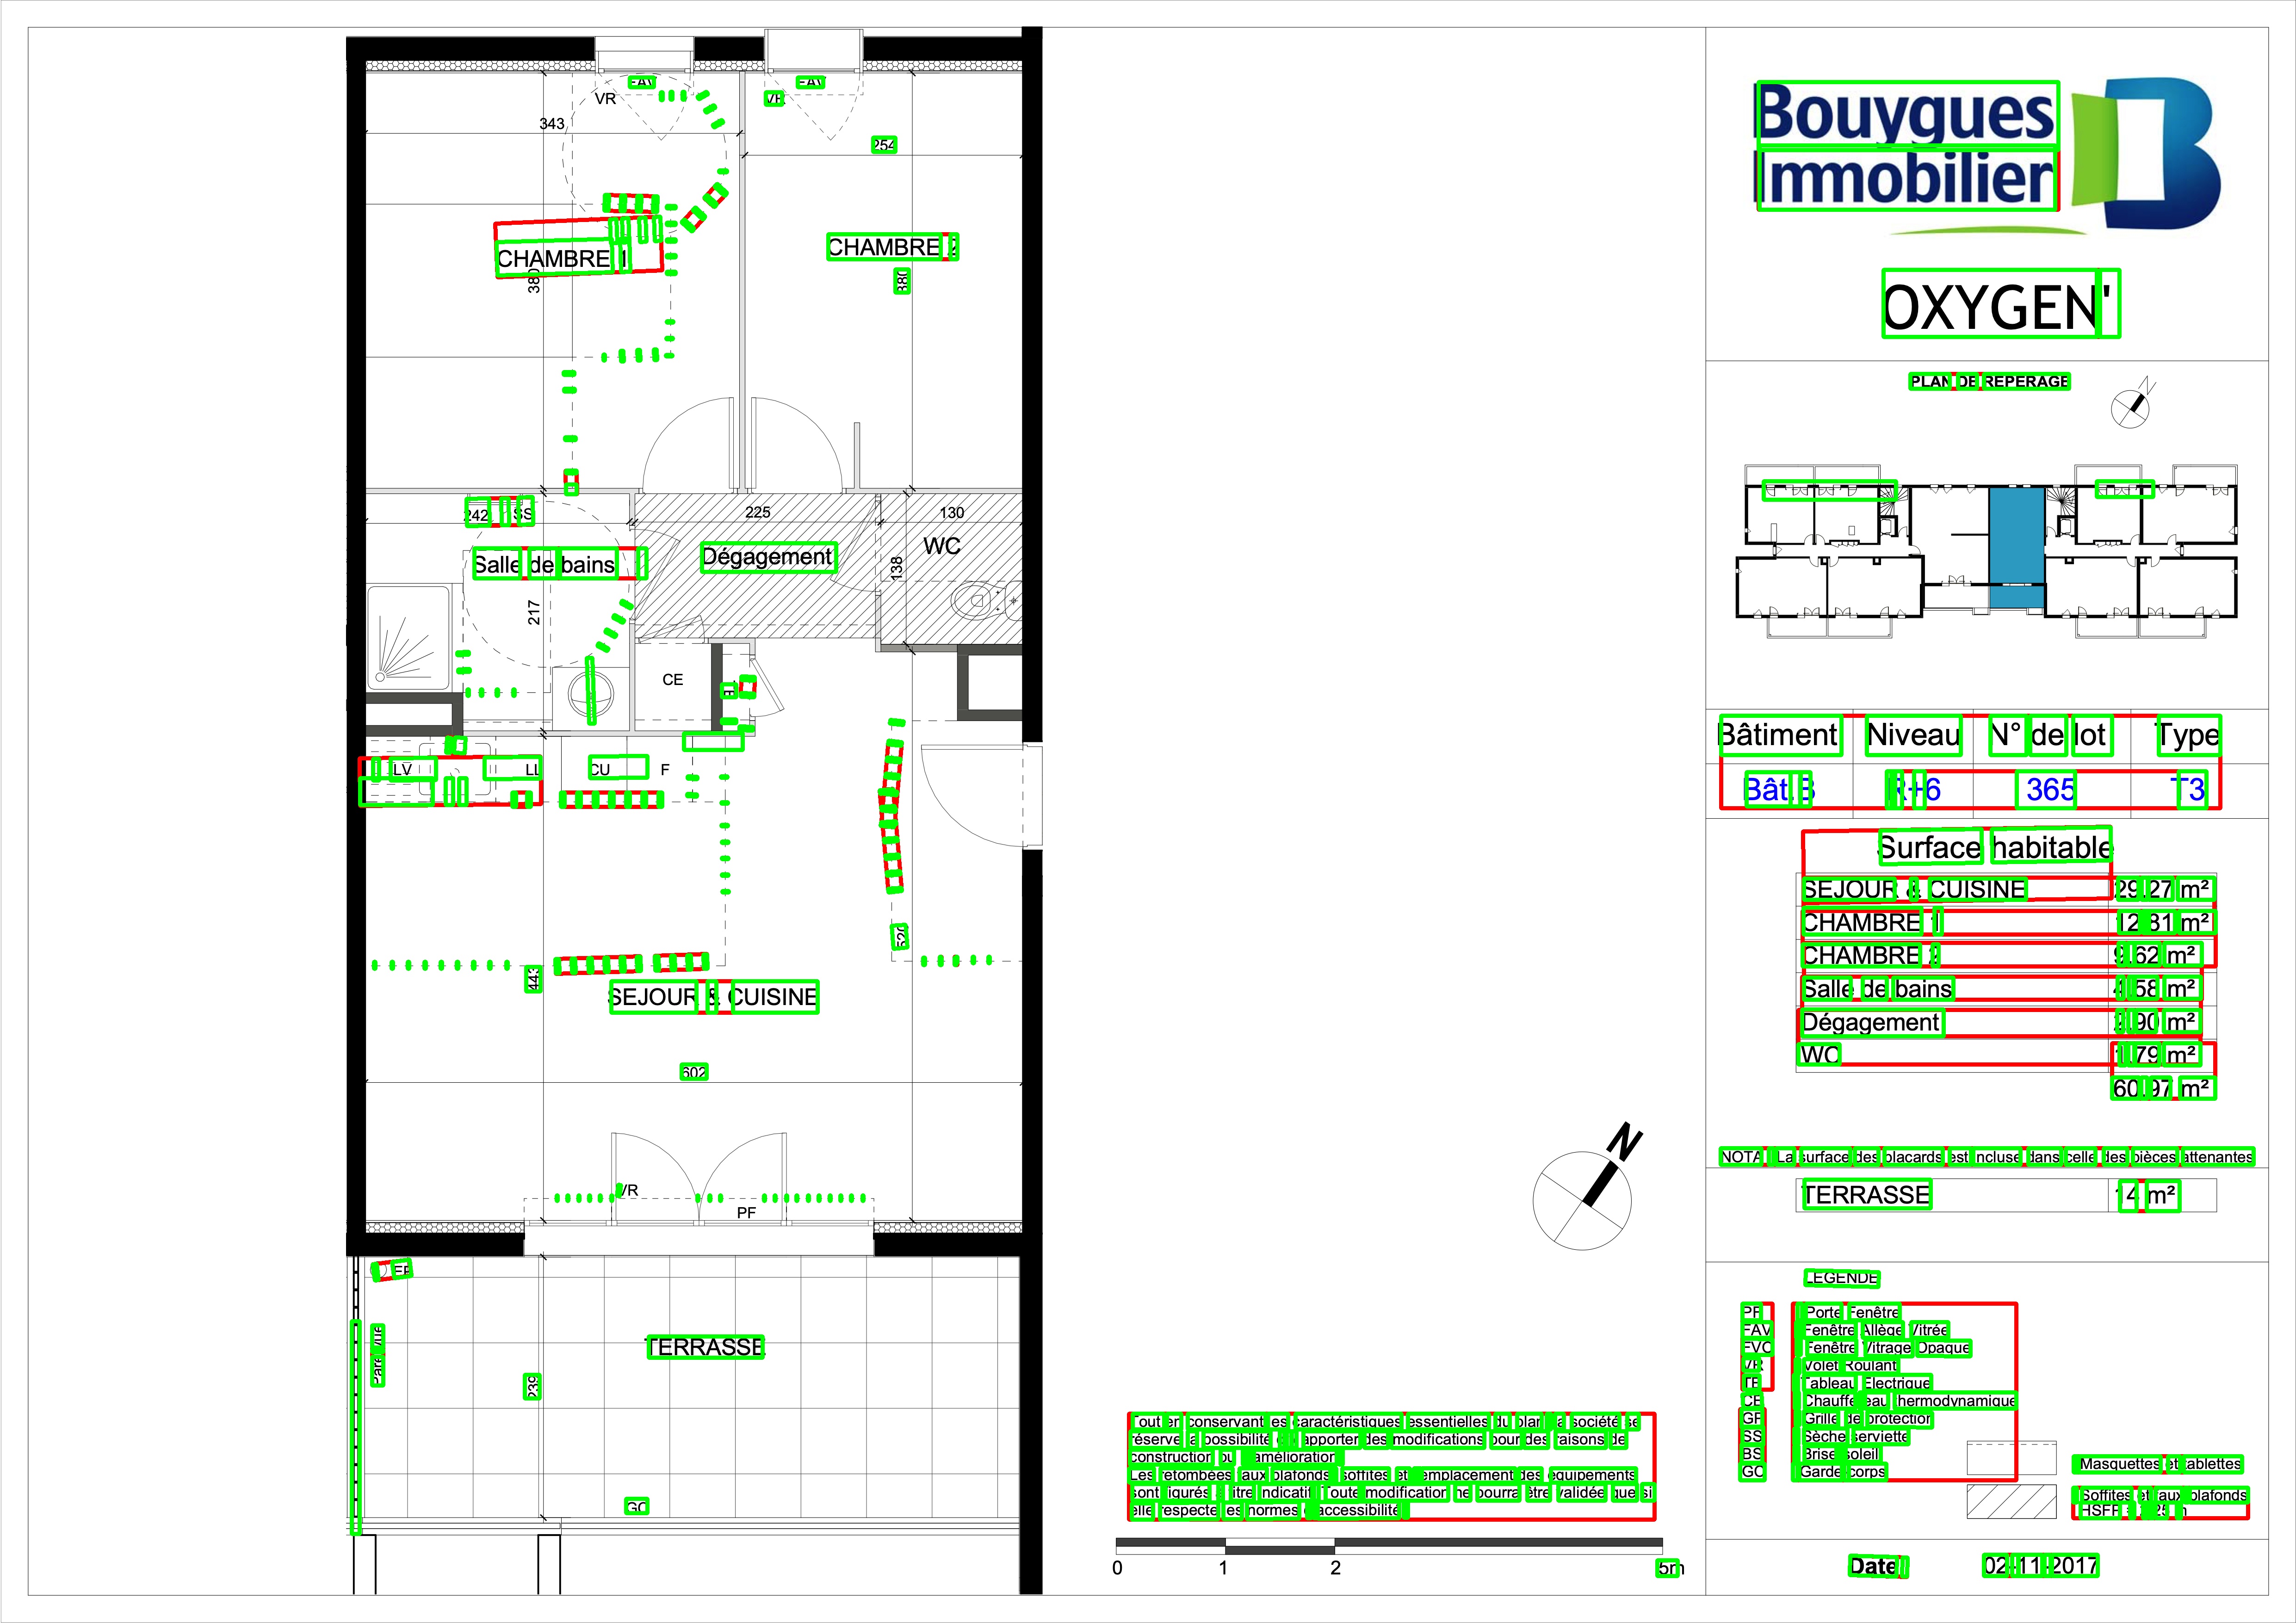 FAV
FAV
VR
VR
343
254
CHAMBRE 1
CHAMBRE 2
380
380
242
SS
225
130
Salle de bains
Dégagement
WC
138
217
CE
LV
LL
CU
F
520
443
SEJOUR & CUISINE
602
VR
PF
EP
Pare-vue
TERRASSE
239
GC
N
Tout en conservant les caractéristiques essentielles du plan, la société se
réserve la possibilité d'y apporter des modifications pour des raisons de
construction ou d'amélioration.
Les retombées, faux plafonds, soffites et emplacement des équipements
sont figurés à titre indicatif. Toute modification ne pourra être validée que si
elle respecte les normes d'accessibilité.
0
1
2
5m
Bouygues
Immobilier
OXYGEN'
PLAN DE REPERAGE
N
Bâtiment Niveau N° de lot Type
Bât.B R+6 365 T3
Surface habitable
SEJOUR & CUISINE 29.27 m²
CHAMBRE 1 12.81 m²
CHAMBRE 2 9.62 m²
Salle de bains 4.58 m²
Dégagement 2.90 m²
WC 1.79 m²
60.97 m²
NOTA : La surface des placards est incluse dans celle des pièces attenantes
TERRASSE 14 m²
LEGENDE
PF : Porte Fenêtre
FAV : Fenêtre Allège Vitrée
FVO : Fenêtre Vitrage Opaque
VR : Volet Roulant
TE : Tableau Electrique
CE : Chauffe-eau thermodynamique
GP : Grille de protection
SS : Sèche serviette
BS : Brise soleil
GC : Garde-corps
Masquettes et tablettes
Soffites et faux plafonds
Date :
02-11-2017